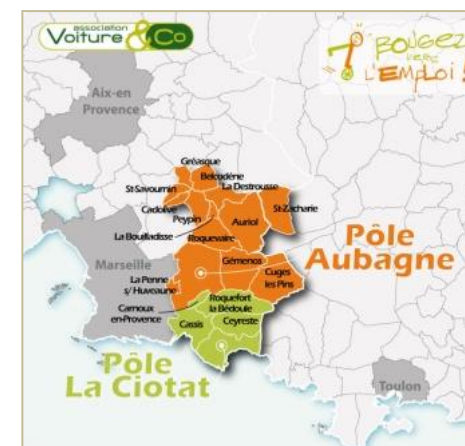 association
Voiture & Co
BOUGEZ
VERS
L'EMPLOI !
Aix-en
Provence
Gréasque
Belcodène
La Destrousse
St-Savournin
St-Zacharie
Cadolive
Peypin
Auriol
La Bouilladisse
Roquevaire
Pôle
Aubagne
Marseille
Gémenos
La Penne
s/ Huveaune
Cuges
les Pins
Carnoux
en-Provence
Roquefort
la Bédoule
Cassis
Ceyreste
Pôle
La Ciotat
Toulon